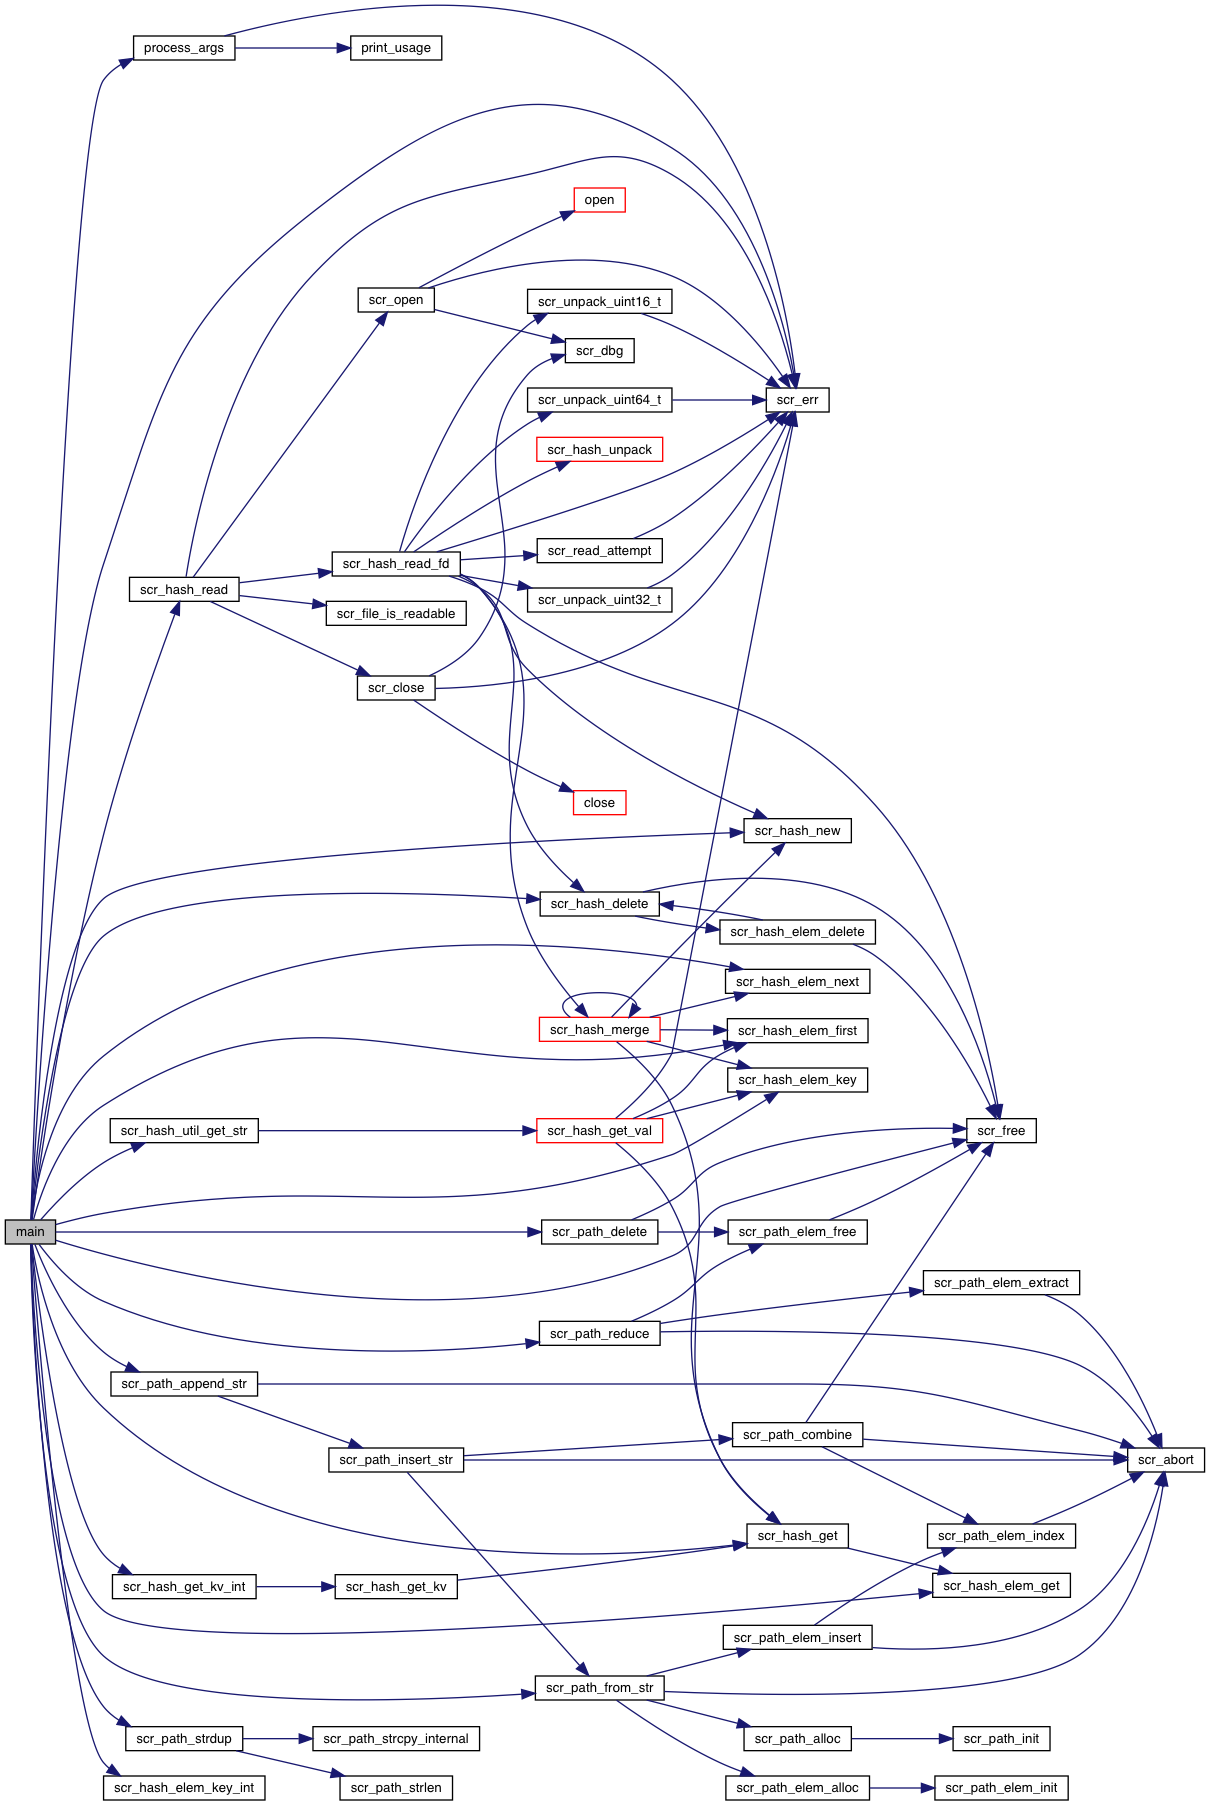 process_args
print_usage
open
scr_open
scr_unpack_uint16_t
scr_dbg
scr_unpack_uint64_t
scr_err
scr_hash_unpack
scr_read_attempt
scr_hash_read_fd
scr_hash_read
scr_unpack_uint32_t
scr_file_is_readable
scr_close
close
scr_hash_new
scr_hash_delete
scr_hash_elem_delete
scr_hash_elem_next
scr_hash_merge
scr_hash_elem_first
scr_hash_elem_key
scr_hash_util_get_str
scr_hash_get_val
scr_free
main
scr_path_delete
scr_path_elem_free
scr_path_elem_extract
scr_path_reduce
scr_path_append_str
scr_path_combine
scr_path_insert_str
scr_abort
scr_hash_get
scr_path_elem_index
scr_hash_get_kv_int
scr_hash_get_kv
scr_hash_elem_get
scr_path_elem_insert
scr_path_from_str
scr_path_strdup
scr_path_strcpy_internal
scr_path_alloc
scr_path_init
scr_hash_elem_key_int
scr_path_strlen
scr_path_elem_alloc
scr_path_elem_init